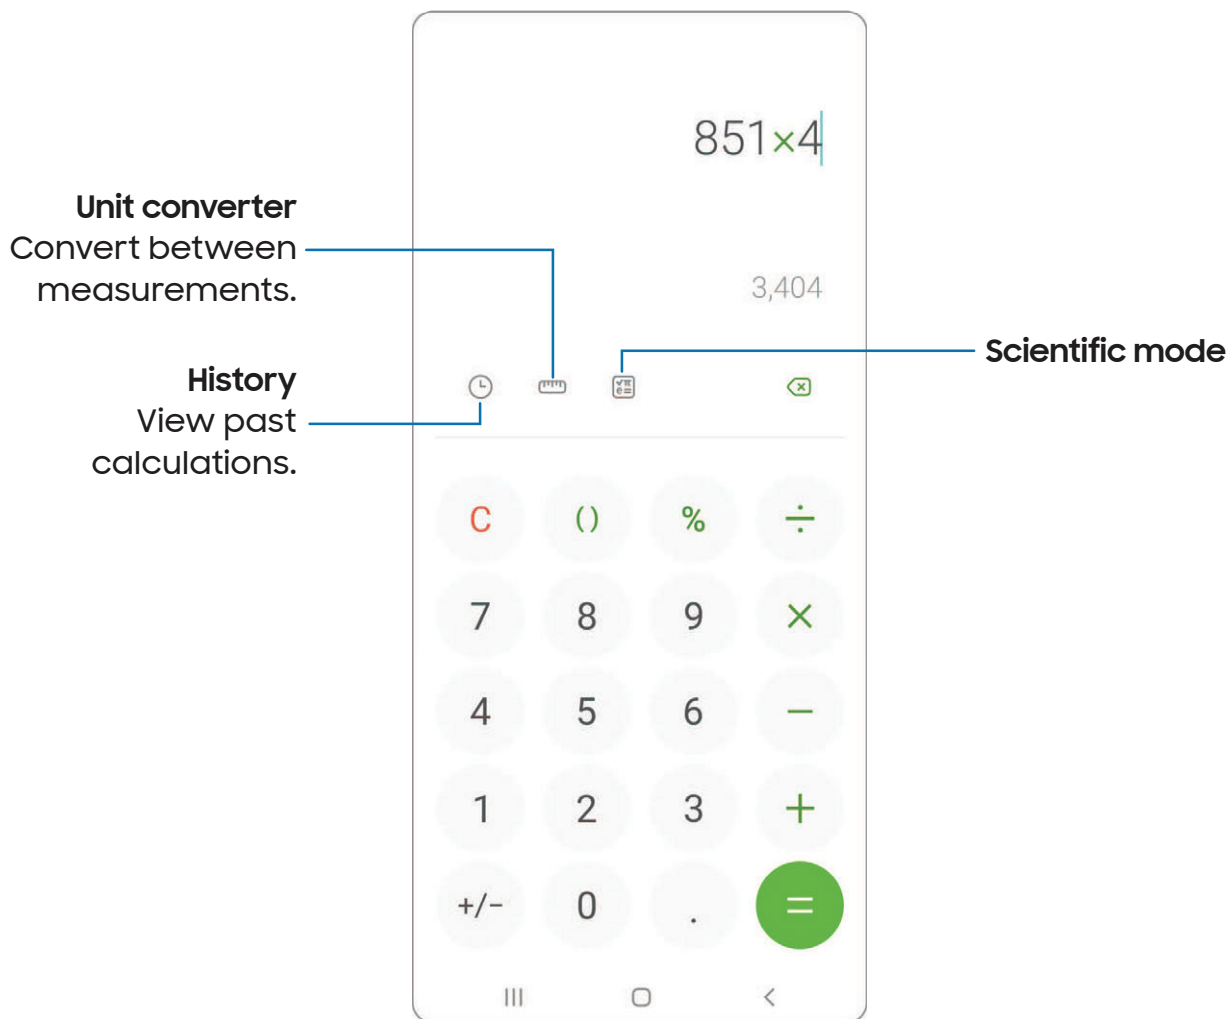 851×4
Unit converter
Convert between
measurements.
3,404
Scientific mode
History
View past
calculations.
C () % ÷
7 8 9 ×
4 5 6 −
1 2 3 +
+/− 0 . =